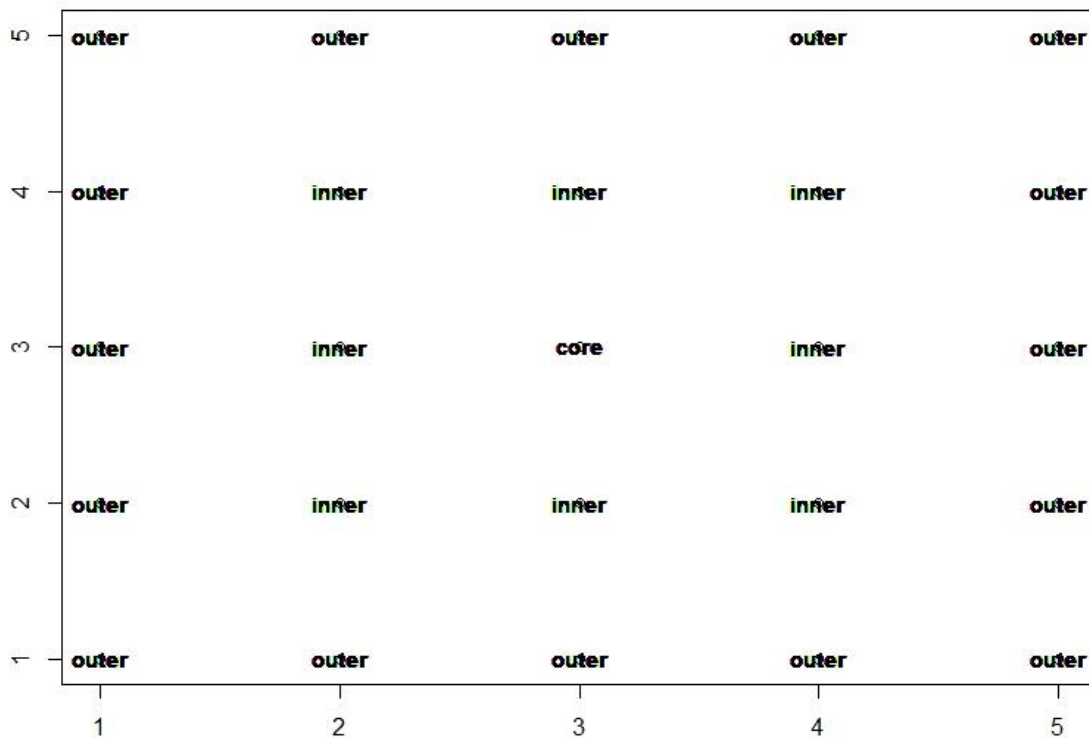 5 outer outer outer outer outer
4 outer inner inner inner outer
3 outer inner core inner outer
2 outer inner inner inner outer
1 outer outer outer outer outer
1 2 3 4 5